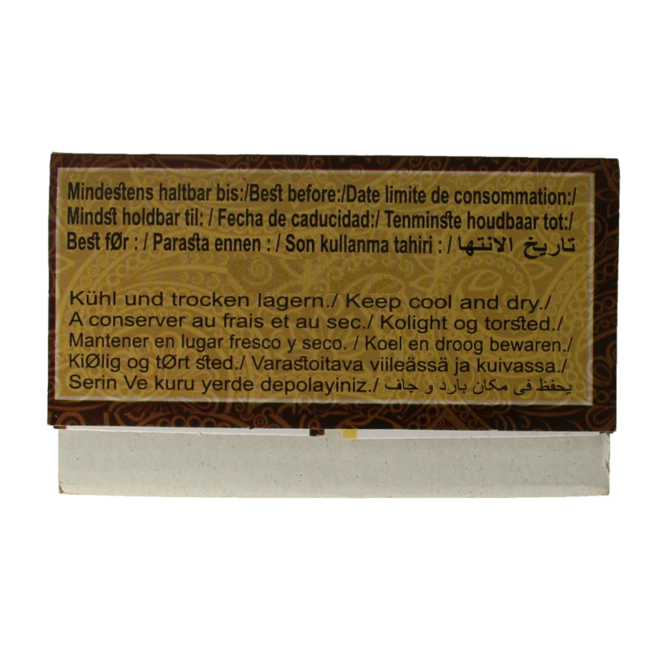 Mindestens haltbar bis:/Best before:/Date limite de consommation:/
Mindst holdbar til: / Fecha de caducidad:/ Tenminste houdbaar tot:/
Best fØr : / Parasta ennen : / Son kullanma tahiri : / تاريخ الانتها
Kühl und trocken lagern./ Keep cool and dry./
A conserver au frais et au sec./ Kolight og torsted./
Mantener en lugar fresco y seco. / Koel en droog bewaren./
KiØlig og tØrt sted./ Varastoitava viileässä ja kuivassa./
Serin Ve kuru yerde depolayiniz./ يحفظ في مكان بارد و جاف